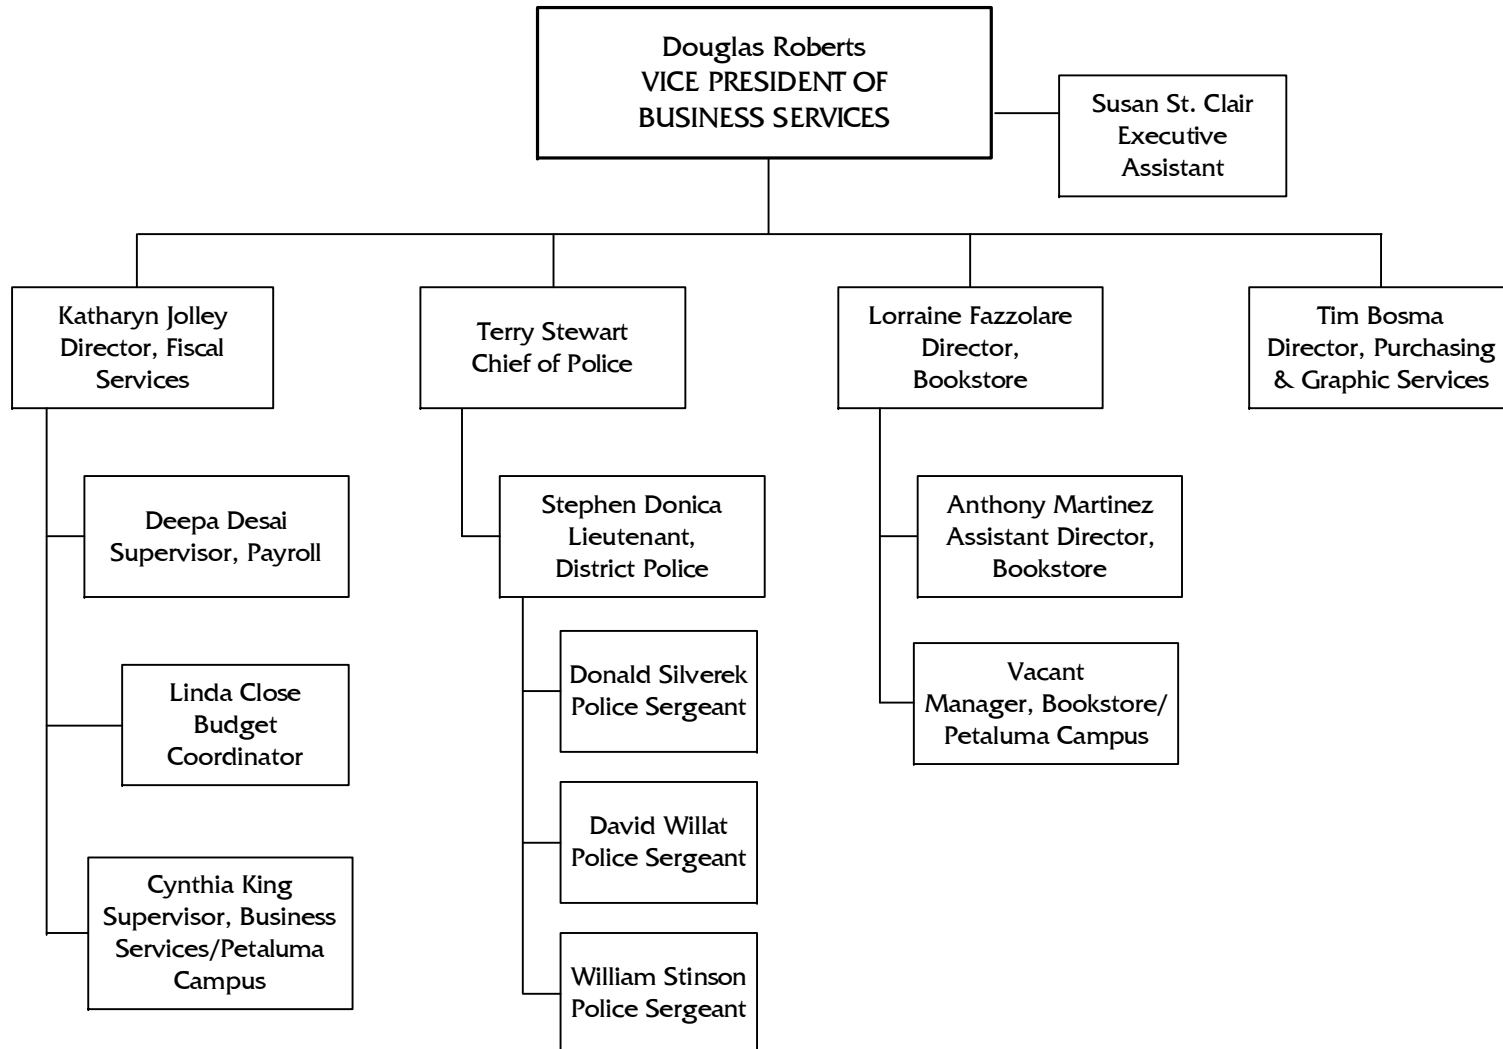 Douglas Roberts
VICE PRESIDENT OF
BUSINESS SERVICES
Susan St. Clair
Executive
Assistant
Katharyn Jolley
Director, Fiscal
Services
Terry Stewart
Chief of Police
Lorraine Fazzolare
Director,
Bookstore
Tim Bosma
Director, Purchasing
& Graphic Services
Deepa Desai
Supervisor, Payroll
Stephen Donica
Lieutenant,
District Police
Anthony Martinez
Assistant Director,
Bookstore
Linda Close
Budget
Coordinator
Donald Silverek
Police Sergeant
Vacant
Manager, Bookstore/
Petaluma Campus
David Willat
Police Sergeant
Cynthia King
Supervisor, Business
Services/Petaluma
Campus
William Stinson
Police Sergeant